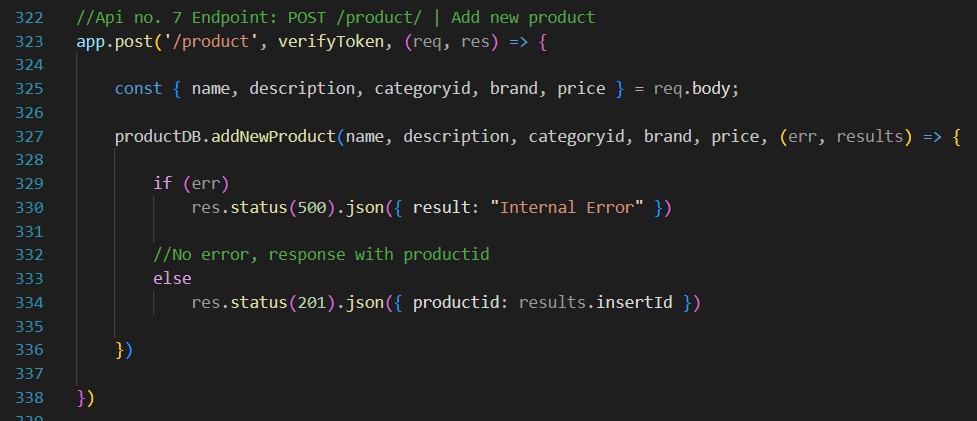 322 //Api no. 7 Endpoint: POST /product/ | Add new product
323 app.post('/product', verifyToken, (req, res) => {
324
325 const { name, description, categoryid, brand, price } = req.body;
326
327 productDB.addNewProduct(name, description, categoryid, brand, price, (err, results) => {
328
329 if (err)
330 res.status(500).json({ result: "Internal Error" })
331
332 //No error, response with productid
333 else
334 res.status(201).json({ productid: results.insertId })
335
336 })
337
338 })
339